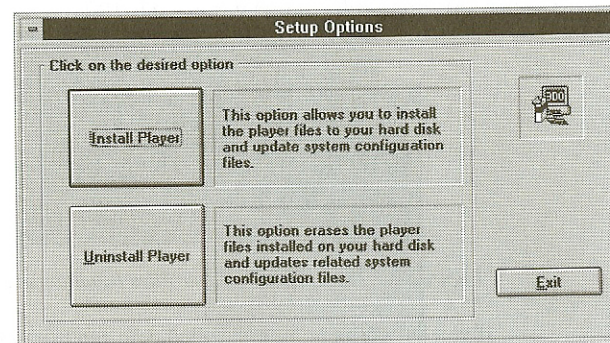 Setup Options
Click on the desired option
Install Player
This option allows you to install
the player files to your hard disk
and update system configuration
files.
300
Uninstall Player
This option erases the player
files installed on your hard disk
and updates related system
configuration files.
Exit